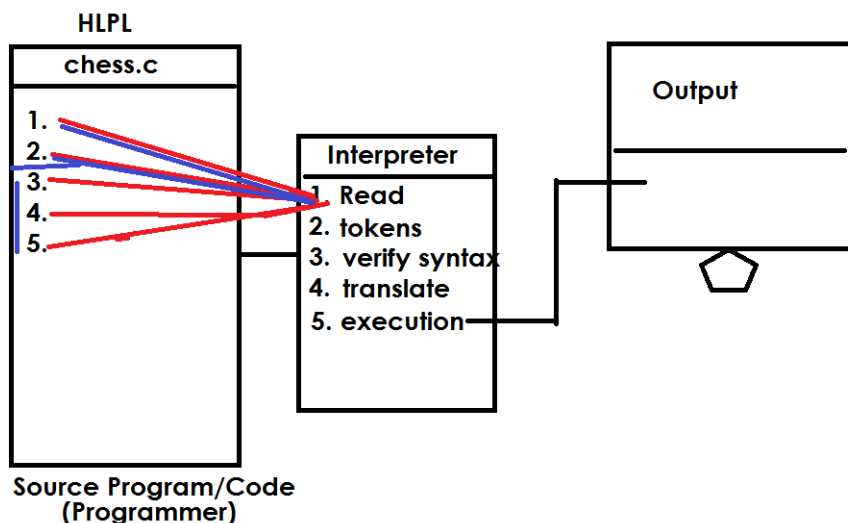 HLPL
chess.c
1.
2.
3.
4.
5.
Source Program/Code
(Programmer)
Interpreter
1. Read
2. tokens
3. verify syntax
4. translate
5. execution
Output